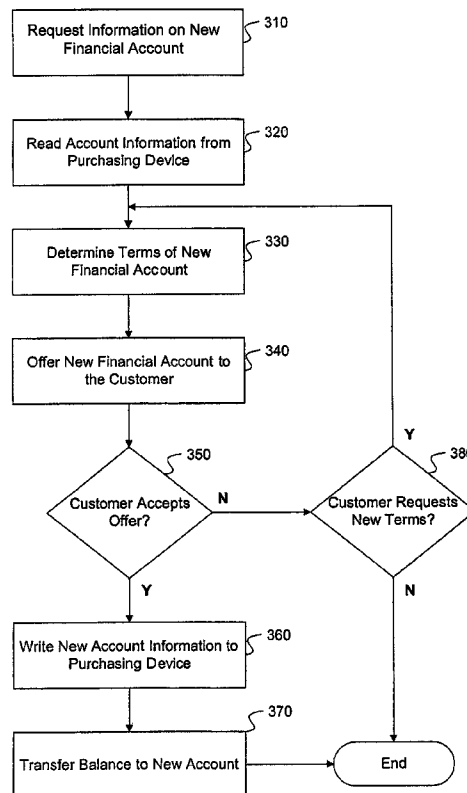 Request Information on New
Financial Account
310
Read Account Information from
Purchasing Device
320
Determine Terms of New
Financial Account
330
Offer New Financial Account to
the Customer
340
350
Customer Accepts
Offer?
N
Y
380
Customer Requests
New Terms?
Y
N
Write New Account Information to
Purchasing Device
360
370
Transfer Balance to New Account
End